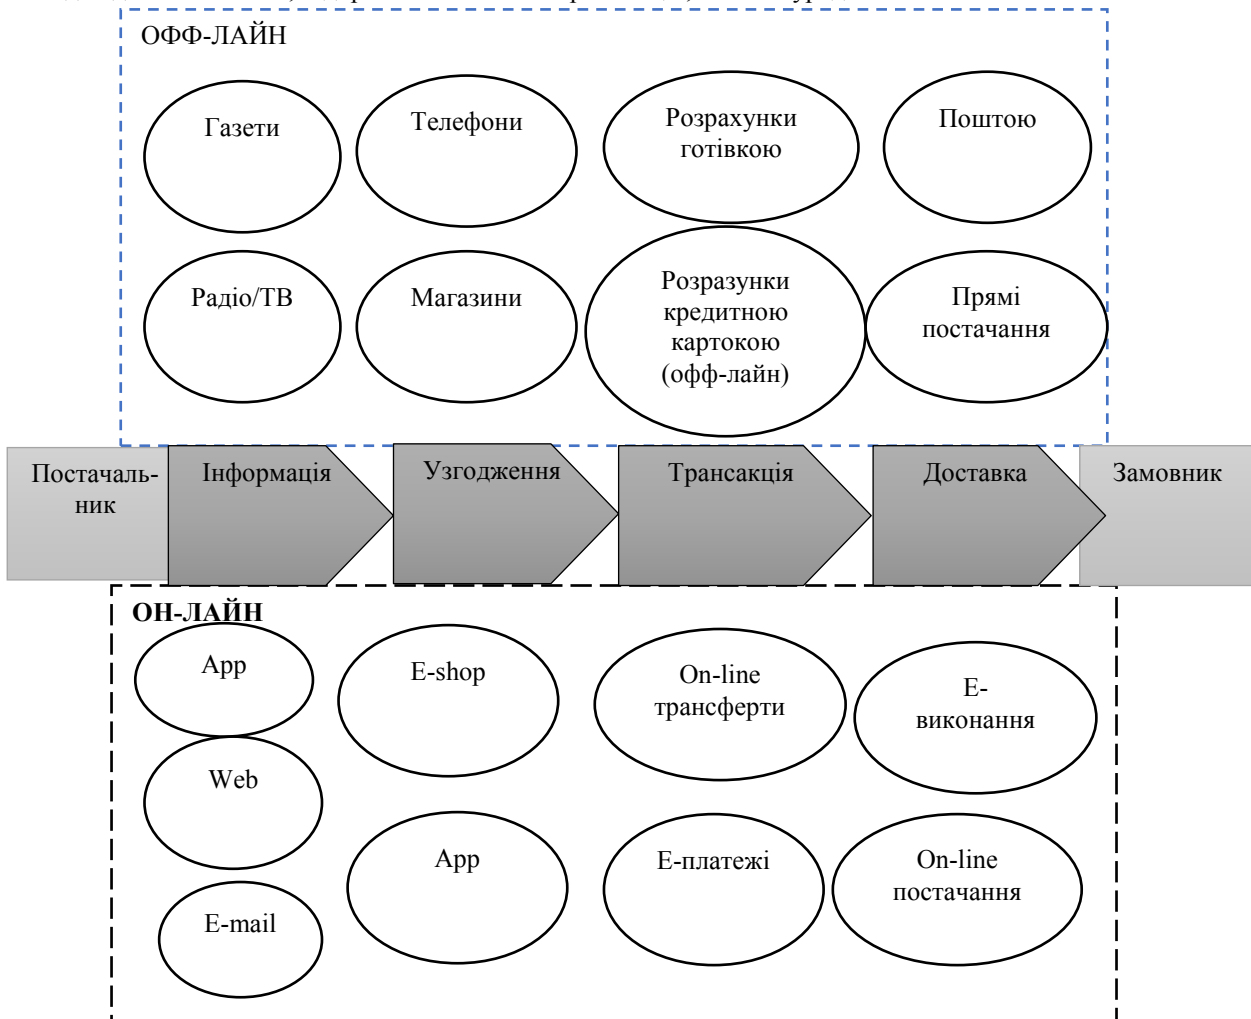 ОФФ-ЛАЙН
Газети
Телефони
Розрахунки
готівкою
Поштою
Радіо/ТВ
Магазини
Розразунки
кредитною
картокою
(офф-лайн)
Прямі
постачання
Постачаль-
ник
Інформація
Узгодження
Трансакція
Доставка
Замовник
ОН-ЛАЙН
App
E-shop
On-line
трансферти
Е-
виконання
Web
App
Е-платежі
On-line
постачання
E-mail